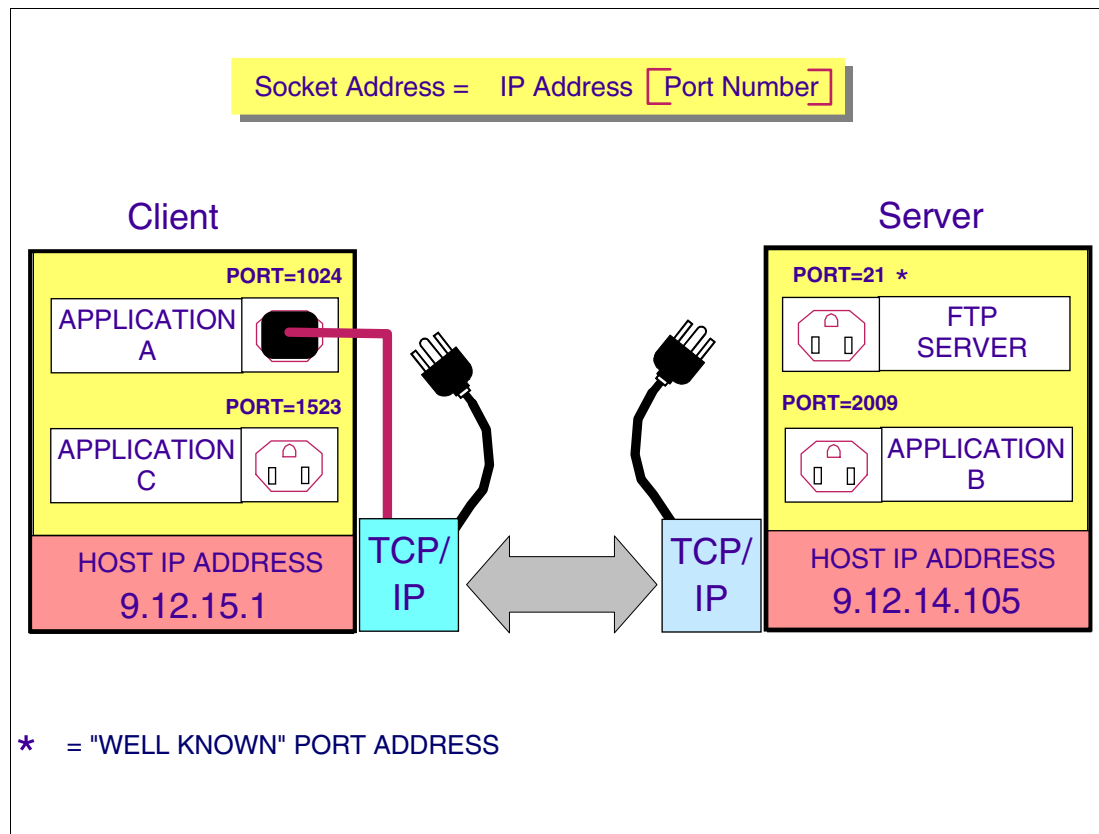 Socket Address = IP Address [Port Number]
Client
PORT=1024
APPLICATION
A
PORT=1523
APPLICATION
C
HOST IP ADDRESS
9.12.15.1
TCP/
IP
TCP/
IP
Server
PORT=21 *
FTP
SERVER
PORT=2009
APPLICATION
B
HOST IP ADDRESS
9.12.14.105
* = "WELL KNOWN" PORT ADDRESS